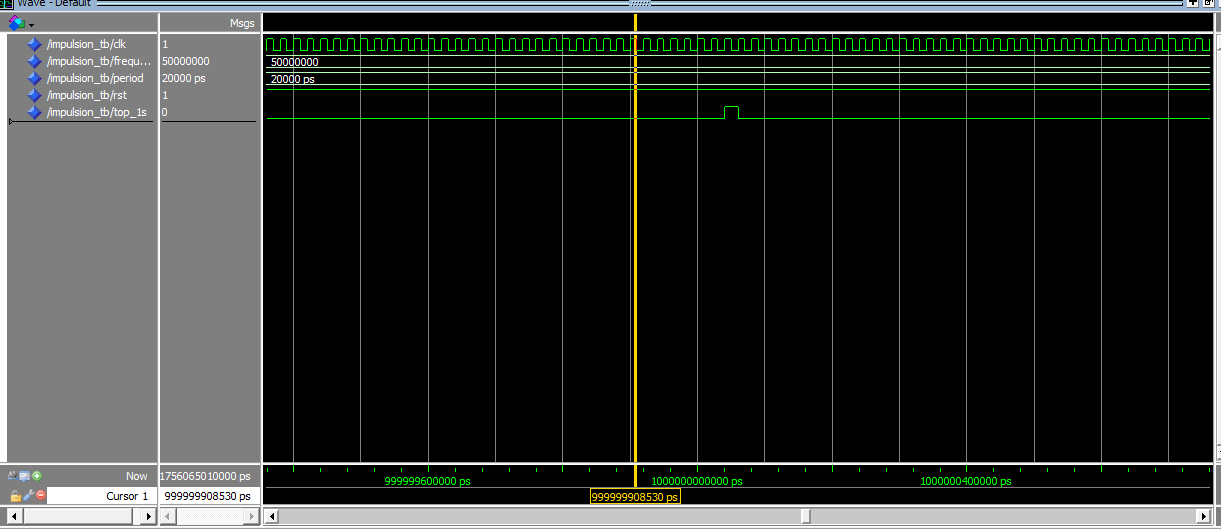 Wave - Default
Msgs
/impulsion_tb/clk 1
/impulsion_tb/frequ... 50000000 50000000
/impulsion_tb/period 20000 ps 20000 ps
/impulsion_tb/rst 1
/impulsion_tb/top_1s 0
Now 1756065010000 ps 999999600000 ps 1000000000000 ps 1000000400000 ps
Cursor 1 999999908530 ps 999999908530 ps